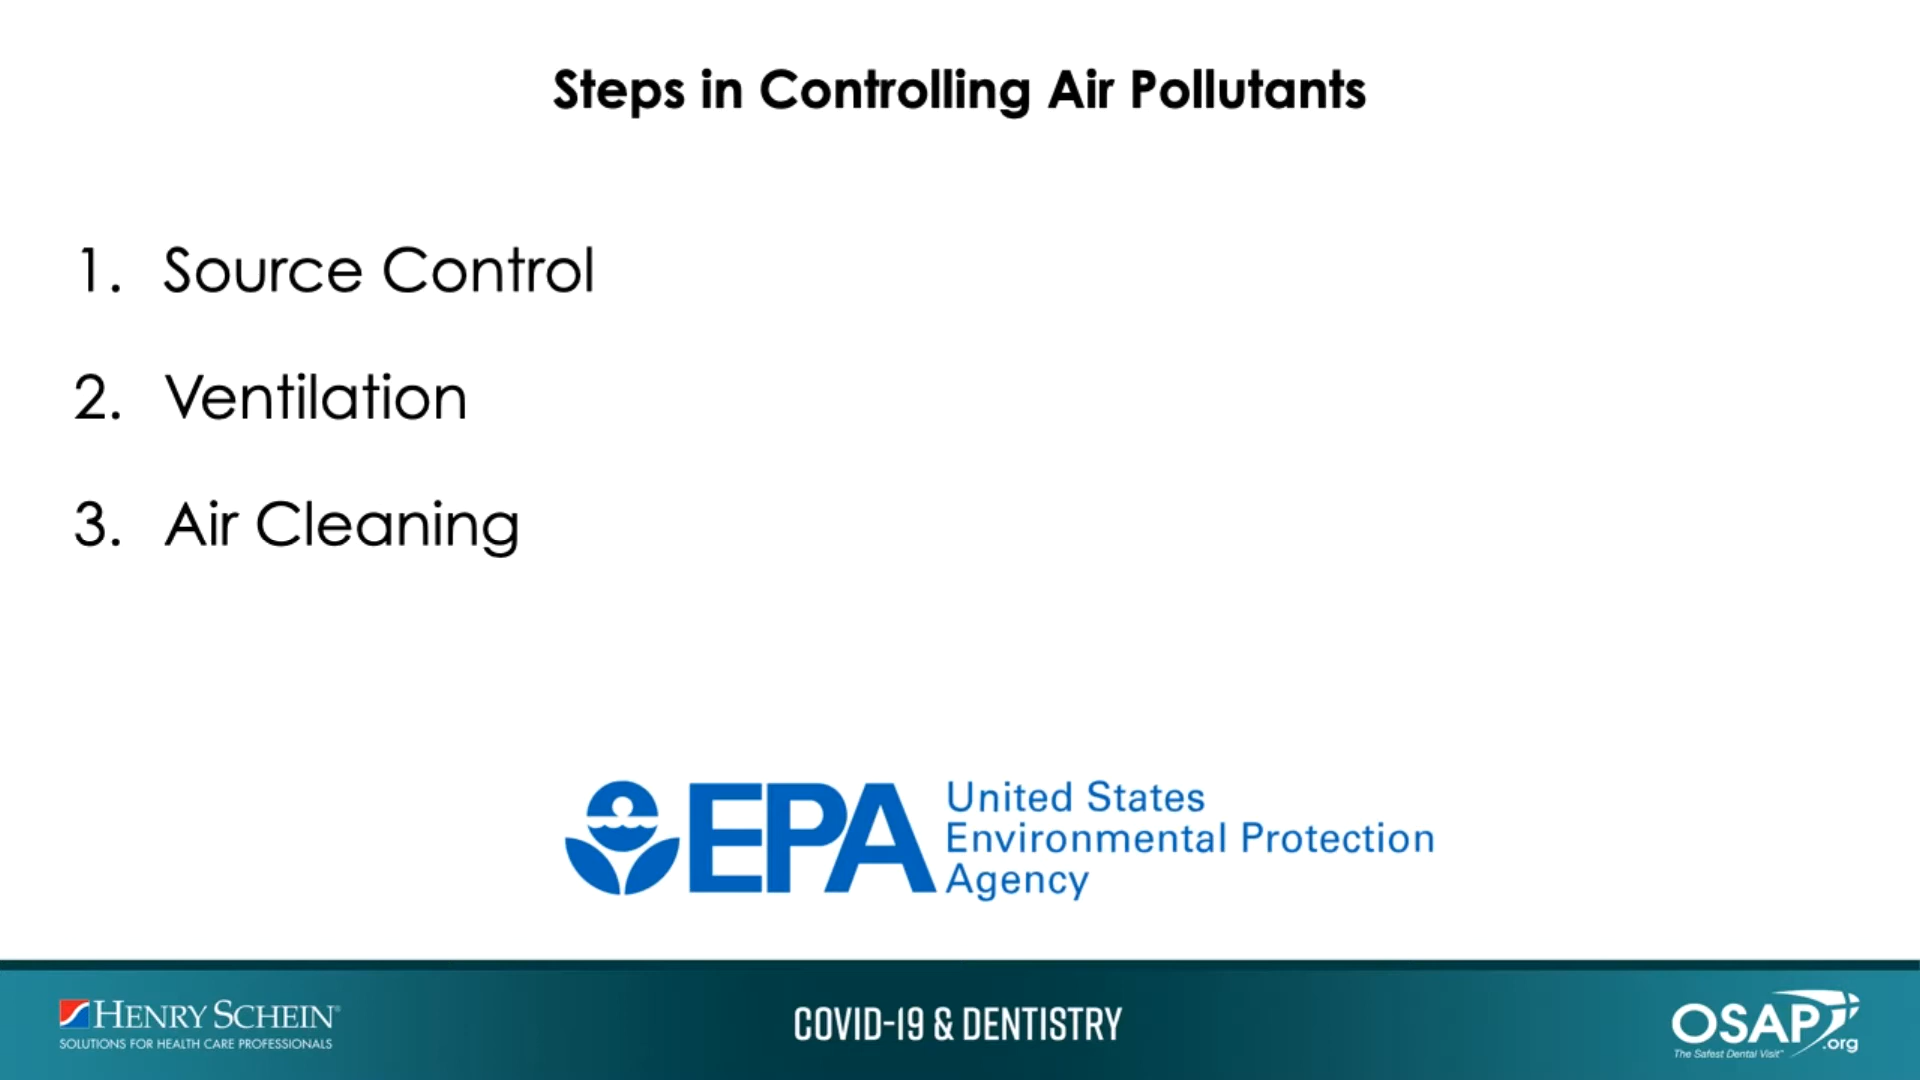 Steps in Controlling Air Pollutants
1. Source Control
2. Ventilation
3. Air Cleaning
EPA
United States
Environmental Protection
Agency
HENRY SCHEIN®
SOLUTIONS FOR HEALTH CARE PROFESSIONALS
COVID-19 & DENTISTRY
OSAP
.org
The Safest Dental Visit™